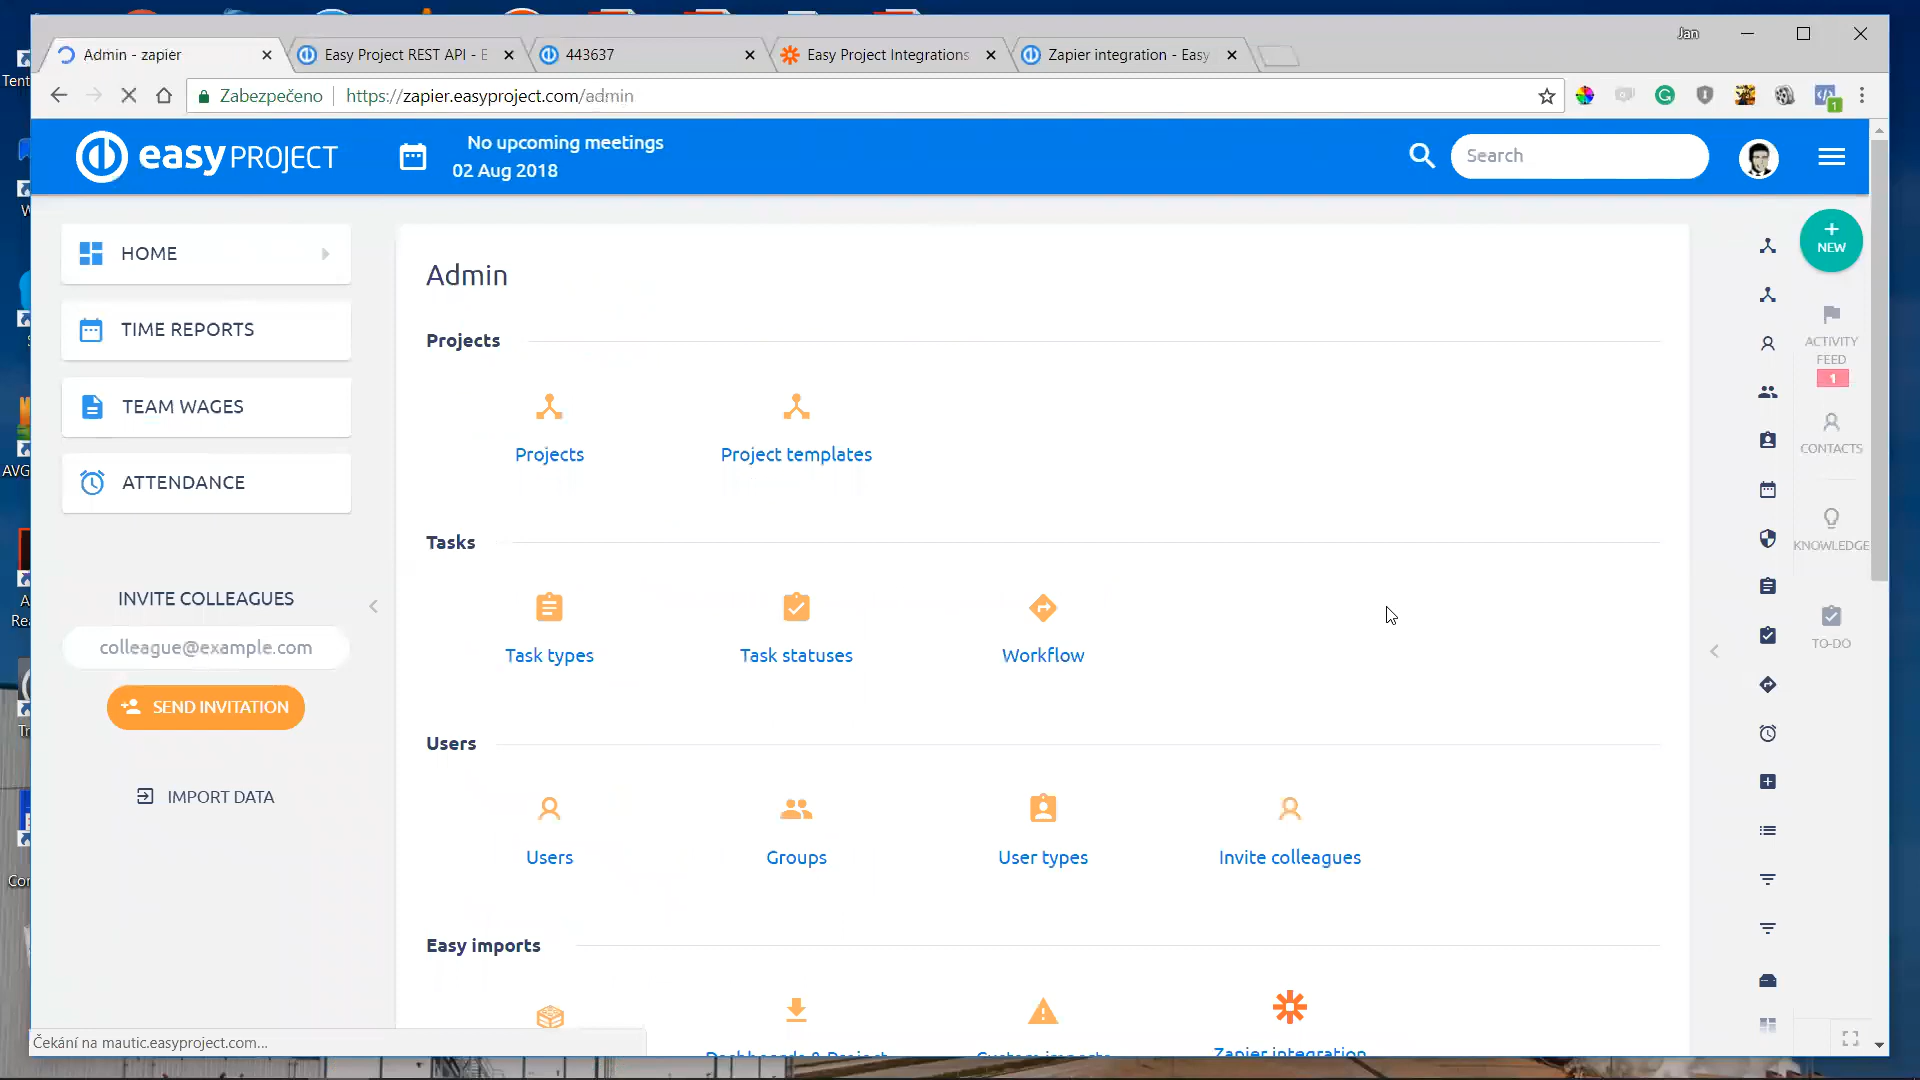 Jan
Admin - zapier
Easy Project REST API - E
443637
Easy Project Integrations
Zapier integration - Easy
Zabezpečeno
https://zapier.easyproject.com/admin
1
easy PROJECT
No upcoming meetings
02 Aug 2018
Search
HOME
TIME REPORTS
TEAM WAGES
ATTENDANCE
INVITE COLLEAGUES
colleague@example.com
SEND INVITATION
IMPORT DATA
Admin
Projects
Projects
Project templates
Tasks
Task types
Task statuses
Workflow
Users
Users
Groups
User types
Invite colleagues
Easy imports
Zapier integration
NEW
ACTIVITY
FEED
1
CONTACTS
KNOWLEDGE
TO-DO
Čekání na mautic.easyproject.com...